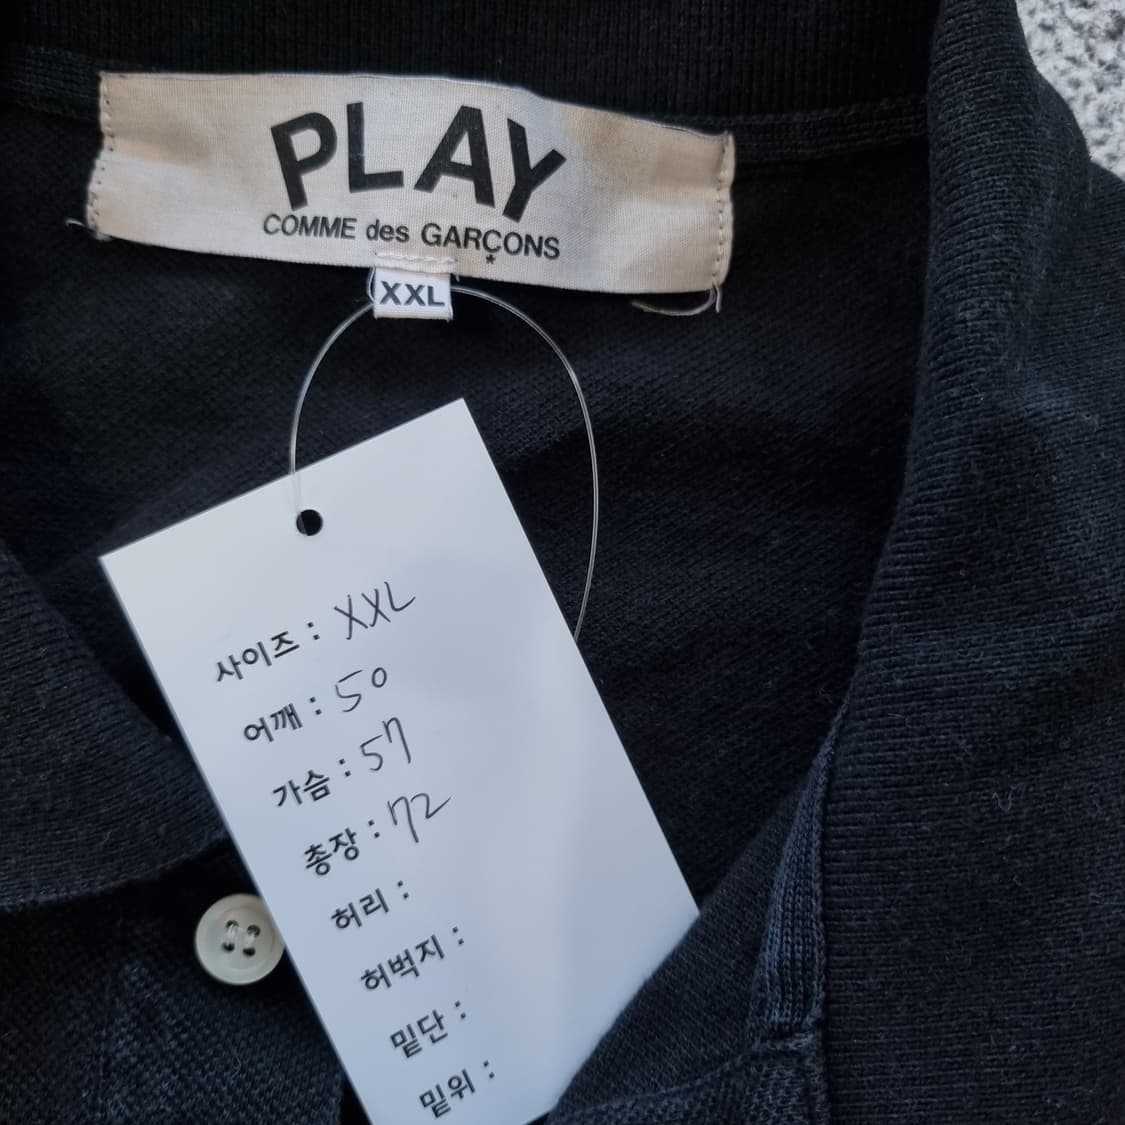 PLAY
COMME des GARÇONS
XXL
사이즈 : XXL
어깨 : 50
가슴 : 57
총장 : 72
허리 :
허벅지 :
밑단 :
밑위 :